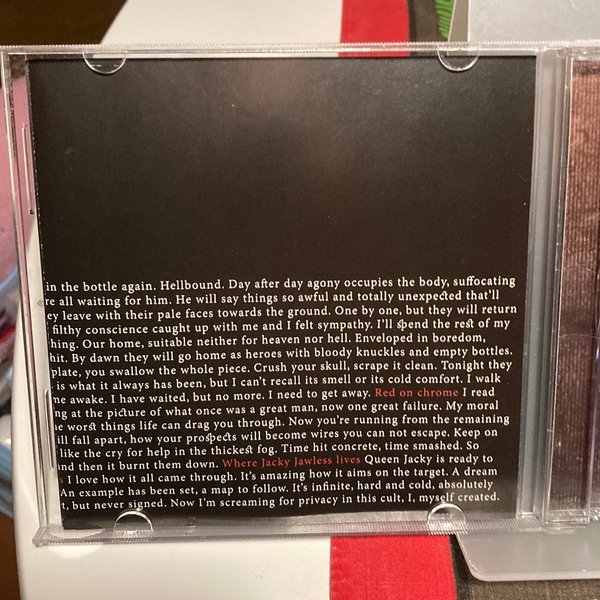 in the bottle again. Hellbound. Day after day agony occupies the body, suffocating
re all waiting for him. He will say things so awful and totally unexpected that'll
ey leave with their pale faces towards the ground. One by one, but they will return
filthy conscience caught up with me and I felt sympathy. I'll spend the rest of my
hing. Our home, suitable neither for heaven nor hell. Enveloped in boredom,
hit. By dawn they will go home as heroes with bloody knuckles and empty bottles.
plate, you swallow the whole piece. Crush your skull, scrape it clean. Tonight they
is what it always has been, but I can't recall its smell or its cold comfort. I walk
me awake. I have waited, but no more. I need to get away. Red on chrome I read
ng at the picture of what once was a great man, now one great failure. My moral
e worst things life can drag you through. Now you're running from the remaining
ill fall apart, how your prospects will become wires you can not escape. Keep on
like the cry for help in the thickest fog. Time hit concrete, time smashed. So
and then it burnt them down. Where Jacky Jawless lives Queen Jacky is ready to
s I love how it all came through. It's amazing how it aims on the target. A dream
An example has been set, a map to follow. It's infinite, hard and cold, absolutely
t, but never signed. Now I'm screaming for privacy in this cult, I, myself created.